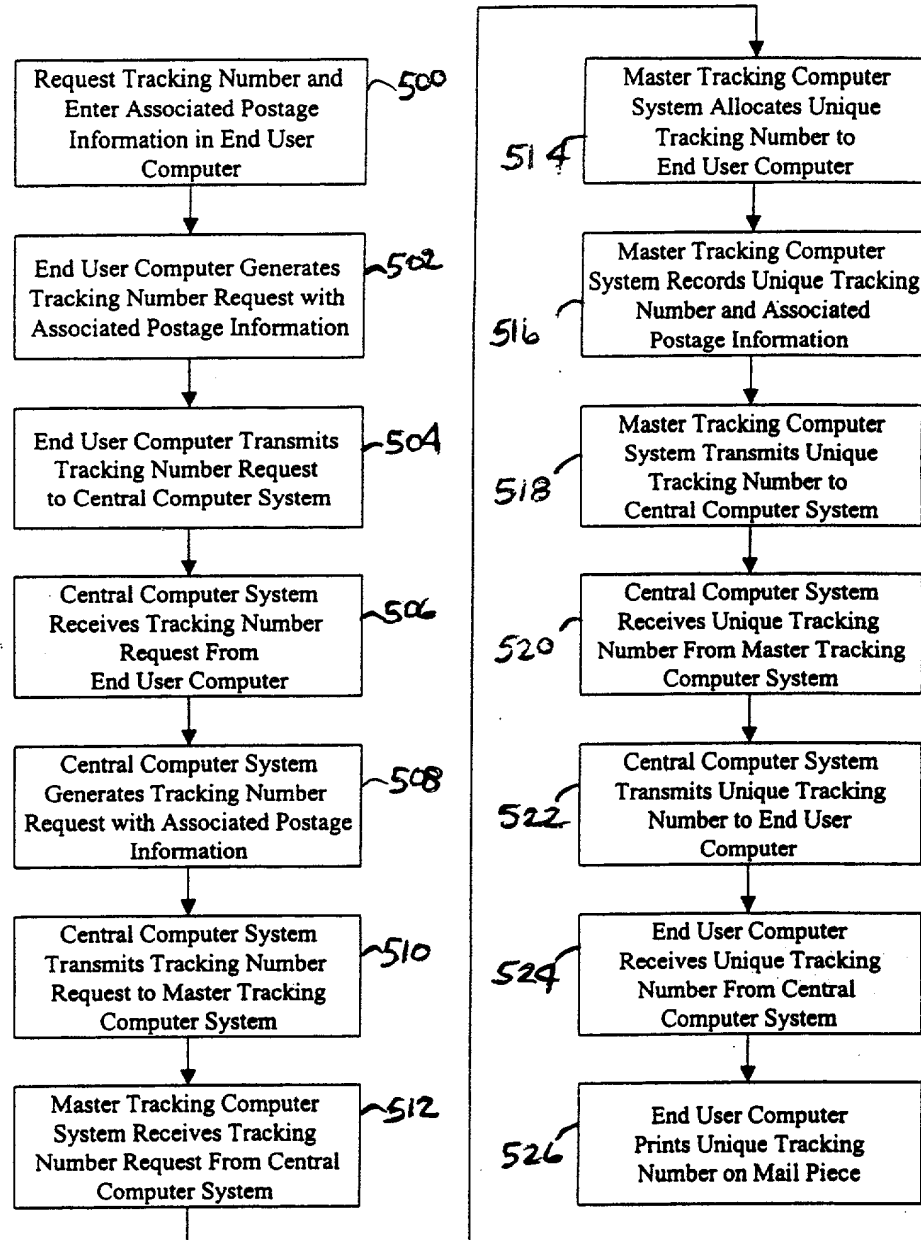 Request Tracking Number and
Enter Associated Postage
Information in End User
Computer
500
End User Computer Generates
Tracking Number Request with
Associated Postage Information
502
End User Computer Transmits
Tracking Number Request
to Central Computer System
504
Central Computer System
Receives Tracking Number
Request From
End User Computer
506
Central Computer System
Generates Tracking Number
Request with Associated Postage
Information
508
Central Computer System
Transmits Tracking Number
Request to Master Tracking
Computer System
510
Master Tracking Computer
System Receives Tracking
Number Request From Central
Computer System
512
Master Tracking Computer
System Allocates Unique
Tracking Number to
End User Computer
514
Master Tracking Computer
System Records Unique Tracking
Number and Associated
Postage Information
516
Master Tracking Computer
System Transmits Unique
Tracking Number to
Central Computer System
518
Central Computer System
Receives Unique Tracking
Number From Master Tracking
Computer System
520
Central Computer System
Transmits Unique Tracking
Number to End User
Computer
522
End User Computer
Receives Unique Tracking
Number From Central
Computer System
524
End User Computer
Prints Unique Tracking
Number on Mail Piece
526